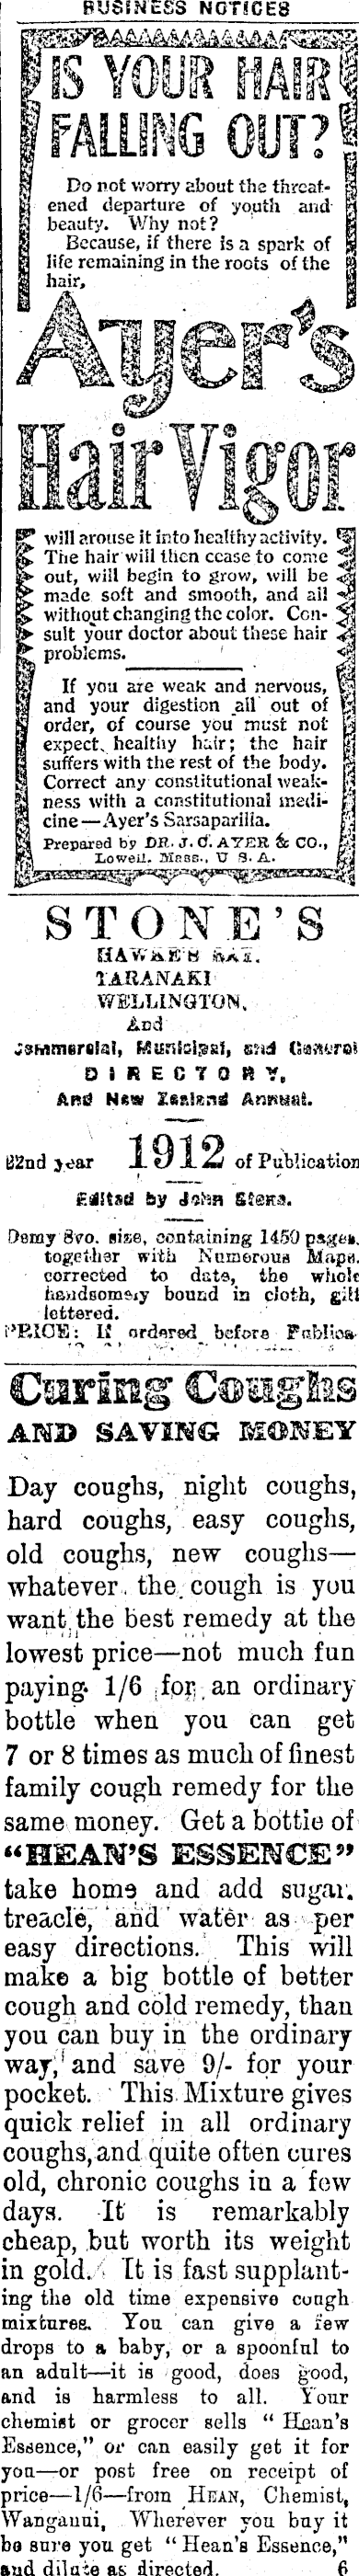 BUSINESS NOTICES
IS YOUR HAIR
FALLING OUT?
Do not worry about the threat-
ened departure of youth and
beauty. Why not?
Because, if there is a spark of
life remaining in the roots of the
hair,
Ayer's
Hair Vigor
will arouse it into healthy activity.
The hair will then cease to come
out, will begin to grow, will be
made soft and smooth, and all
without changing the color. Con-
sult your doctor about these hair
problems.
If you are weak and nervous,
and your digestion all out of
order, of course you must not
expect healthy hair; the hair
suffers with the rest of the body.
Correct any constitutional weak-
ness with a constitutional medi-
cine—Ayer's Sarsaparilla.
Prepared by DR. J. C. AYER & CO.,
Lowell, Mass., U. S. A.
STONE'S
HAWKE'S BAY.
TARANAKI
WELLINGTON,
And
Commercial, Municipal, and General
DIRECTORY,
And New Zealand Annual.
22nd year 1912 of Publication
Edited by John Stone.
Demy 8vo. size, containing 1450 pages,
together with Numerous Maps.
corrected to date, the whole
handsomely bound in cloth, gilt
lettered.
PRICE: If ordered before Publica-
Curing Coughs
AND SAVING MONEY
Day coughs, night coughs,
hard coughs, easy coughs,
old coughs, new coughs—
whatever the cough is you
want the best remedy at the
lowest price—not much fun
paying 1/6 for an ordinary
bottle when you can get
7 or 8 times as much of finest
family cough remedy for the
same money. Get a bottle of
"HEAN'S ESSENCE"
take home and add sugar,
treacle, and water as per
easy directions. This will
make a big bottle of better
cough and cold remedy, than
you can buy in the ordinary
way, and save 9/- for your
pocket. This Mixture gives
quick relief in all ordinary
coughs, and quite often cures
old, chronic coughs in a few
days. It is remarkably
cheap, but worth its weight
in gold. It is fast supplant-
ing the old time expensive cough
mixtures. You can give a few
drops to a baby, or a spoonful to
an adult—it is good, does good,
and is harmless to all. Your
chemist or grocer sells "Hean's
Essence," or can easily get it for
you—or post free on receipt of
price—1/6—from HEAN, Chemist,
Wanganui, Wherever you buy it
be sure you get "Hean's Essence,"
and dilute as directed. 6